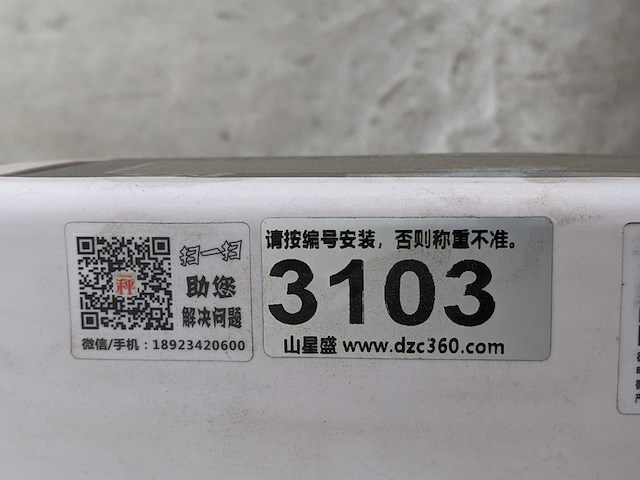 扫一扫
助您
解决问题
秤
微信/手机：18923420600
请按编号安装，否则称重不准。
3103
山星盛 www.dzc360.com